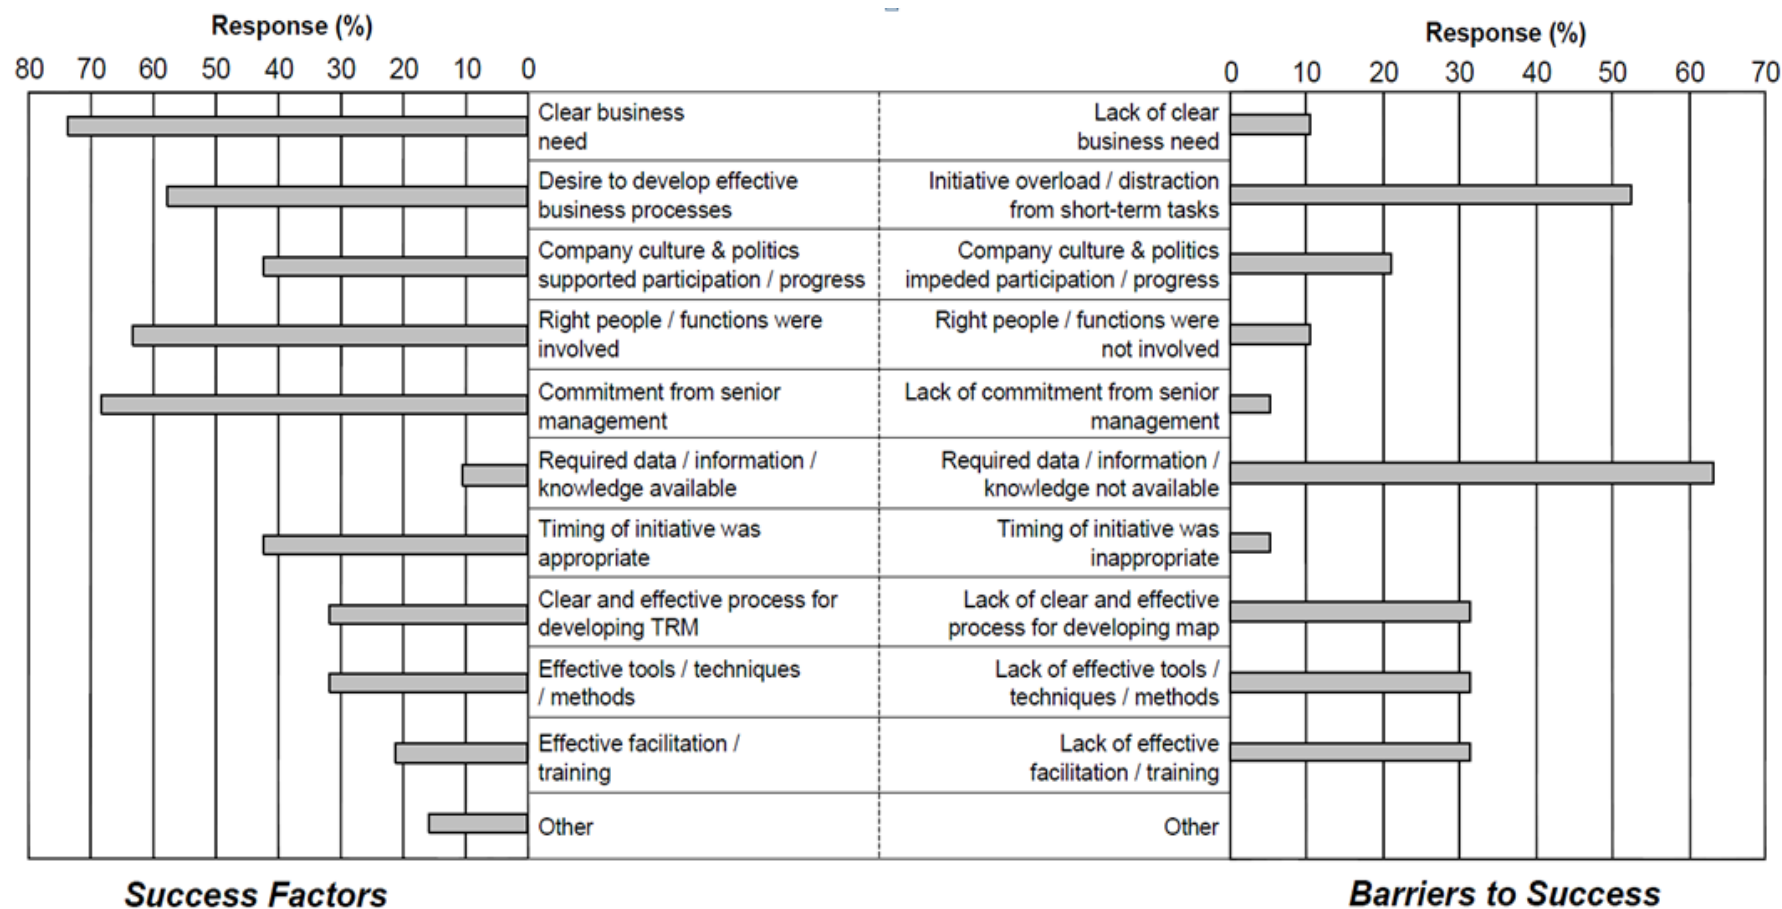 Response (%)
Response (%)
80 70 60 50 40 30 20 10 0
0 10 20 30 40 50 60 70
Clear business
need
Lack of clear
business need
Desire to develop effective
business processes
Initiative overload / distraction
from short-term tasks
Company culture & politics
supported participation / progress
Company culture & politics
impeded participation / progress
Right people / functions were
involved
Right people / functions were
not involved
Commitment from senior
management
Lack of commitment from senior
management
Required data / information /
knowledge available
Required data / information /
knowledge not available
Timing of initiative was
appropriate
Timing of initiative was
inappropriate
Clear and effective process for
developing TRM
Lack of clear and effective
process for developing map
Effective tools / techniques
/ methods
Lack of effective tools /
techniques / methods
Effective facilitation /
training
Lack of effective
facilitation / training
Other
Other
Success Factors
Barriers to Success